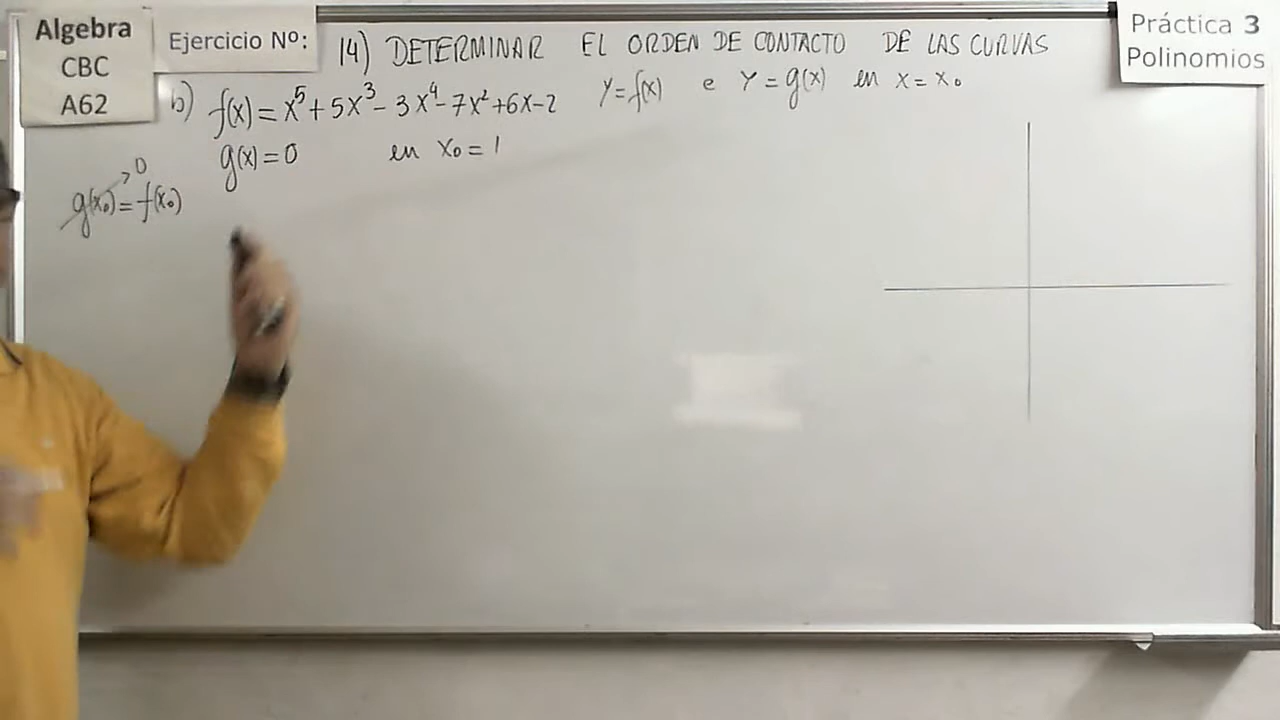 Algebra
CBC
A62
Ejercicio Nº:
Práctica 3
Polinomios
14) DETERMINAR EL ORDEN DE CONTACTO DE LAS CURVAS
y=f(x) e y=g(x) en x=x₀
b) f(x)=x⁵+5x³-3x⁴-7x²+6x-2
g(x)=0 en x₀=1
0
g(x₀)=f(x₀)